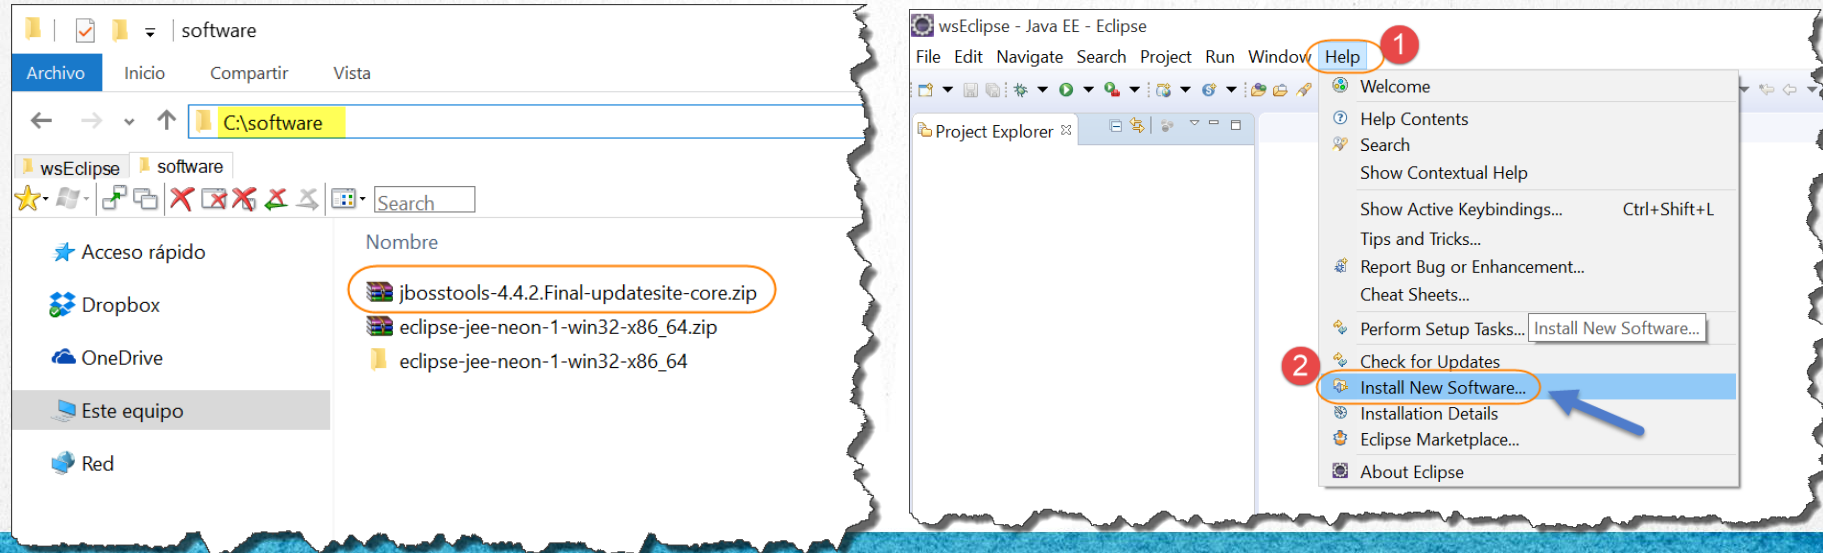 software
Archivo Inicio Compartir Vista
C:\software
wsEclipse software
Search
Acceso rápido
Dropbox
OneDrive
Este equipo
Red
Nombre
jbosstools-4.4.2.Final-updatesite-core.zip
eclipse-jee-neon-1-win32-x86_64.zip
eclipse-jee-neon-1-win32-x86_64
wsEclipse - Java EE - Eclipse
File Edit Navigate Search Project Run Window Help
1
Project Explorer
Welcome
Help Contents
Search
Show Contextual Help
Show Active Keybindings... Ctrl+Shift+L
Tips and Tricks...
Report Bug or Enhancement...
Cheat Sheets...
Perform Setup Tasks... Install New Software...
Check for Updates
2
Install New Software...
Installation Details
Eclipse Marketplace...
About Eclipse